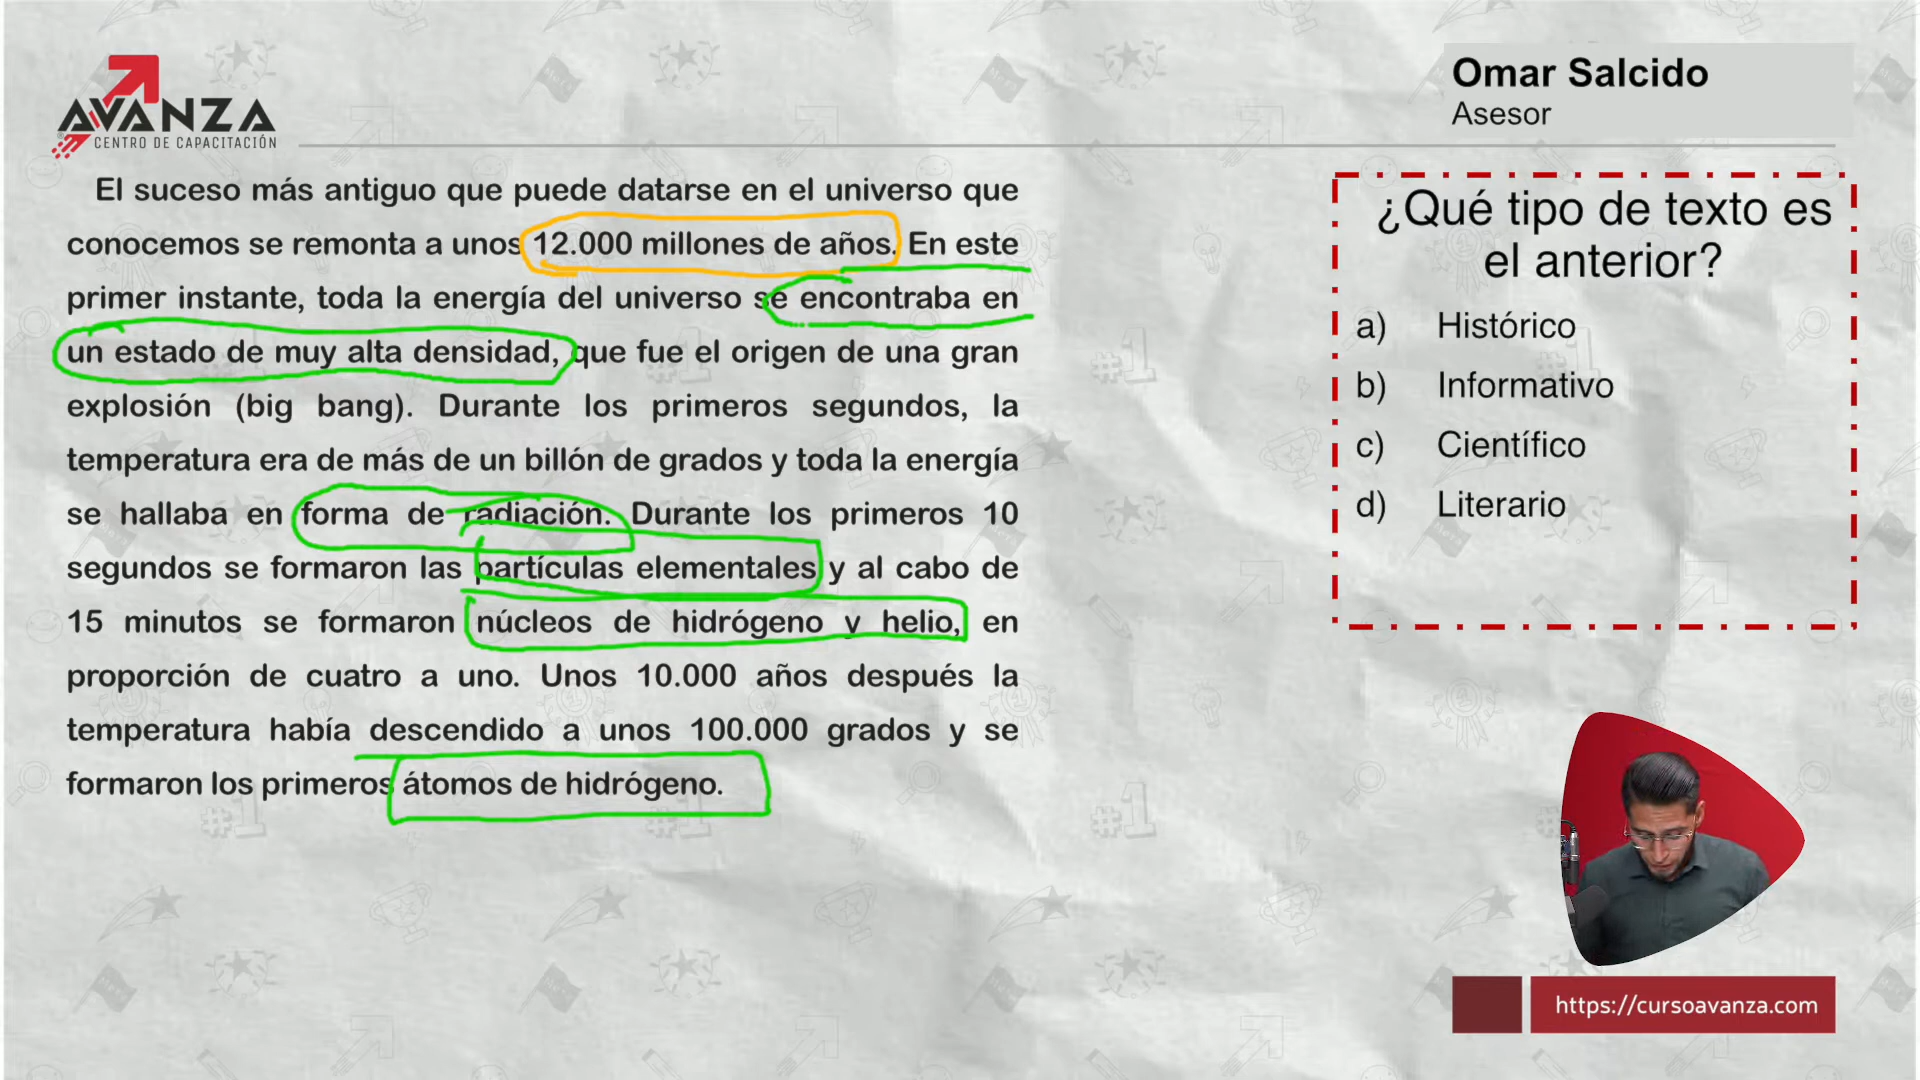 AVANZA
CENTRO DE CAPACITACIÓN
Omar Salcido
Asesor
El suceso más antiguo que puede datarse en el universo que
conocemos se remonta a unos 12.000 millones de años. En este
primer instante, toda la energía del universo se encontraba en
un estado de muy alta densidad, que fue el origen de una gran
explosión (big bang). Durante los primeros segundos, la
temperatura era de más de un billón de grados y toda la energía
se hallaba en forma de radiación. Durante los primeros 10
segundos se formaron las partículas elementales y al cabo de
15 minutos se formaron núcleos de hidrógeno y helio, en
proporción de cuatro a uno. Unos 10.000 años después la
temperatura había descendido a unos 100.000 grados y se
formaron los primeros átomos de hidrógeno.
¿Qué tipo de texto es
el anterior?
a) Histórico
b) Informativo
c) Científico
d) Literario
https://cursoavanza.com